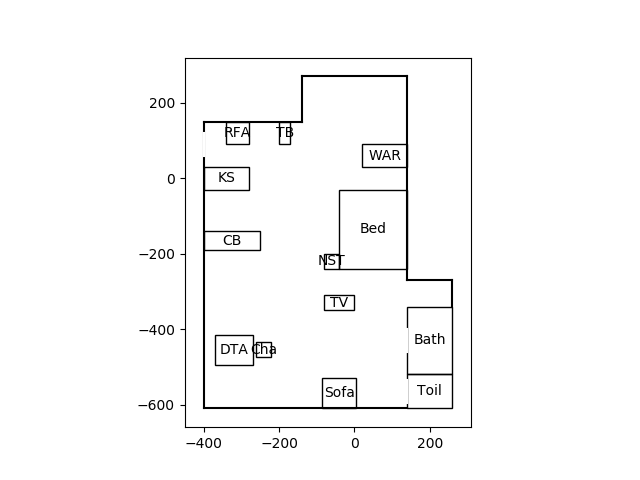 200
RFA
TB
WAR
0
KS
Bed
CB
−200
NST
TV
−400
Bath
DTA
Cha
Sofa
Toil
−600
−400
−200
0
200